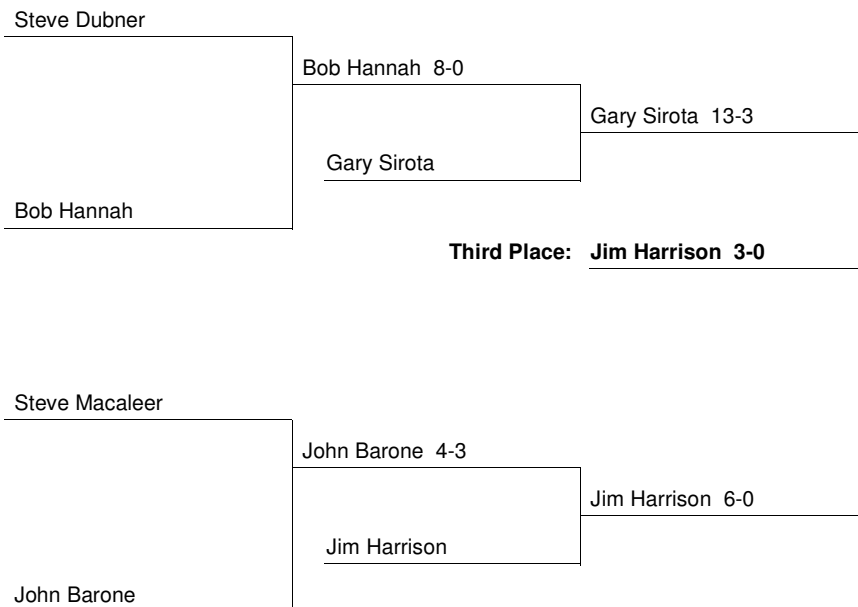 Steve Dubner
Bob Hannah 8-0
Gary Sirota 13-3
Gary Sirota
Bob Hannah
Third Place: Jim Harrison 3-0
Steve Macaleer
John Barone 4-3
Jim Harrison 6-0
Jim Harrison
John Barone